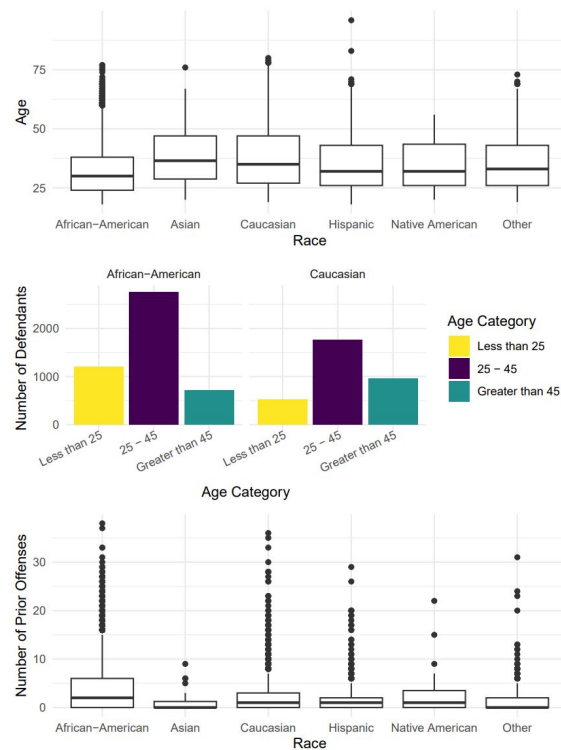 75
50
25
Age
African−American Asian Caucasian Hispanic Native American Other
Race
African−American Caucasian
2000
1000
0
Number of Defendants
Less than 25 25 − 45 Greater than 45 Less than 25 25 − 45 Greater than 45
Age Category
Age Category
Less than 25
25 − 45
Greater than 45
30
20
10
0
Number of Prior Offenses
African−American Asian Caucasian Hispanic Native American Other
Race